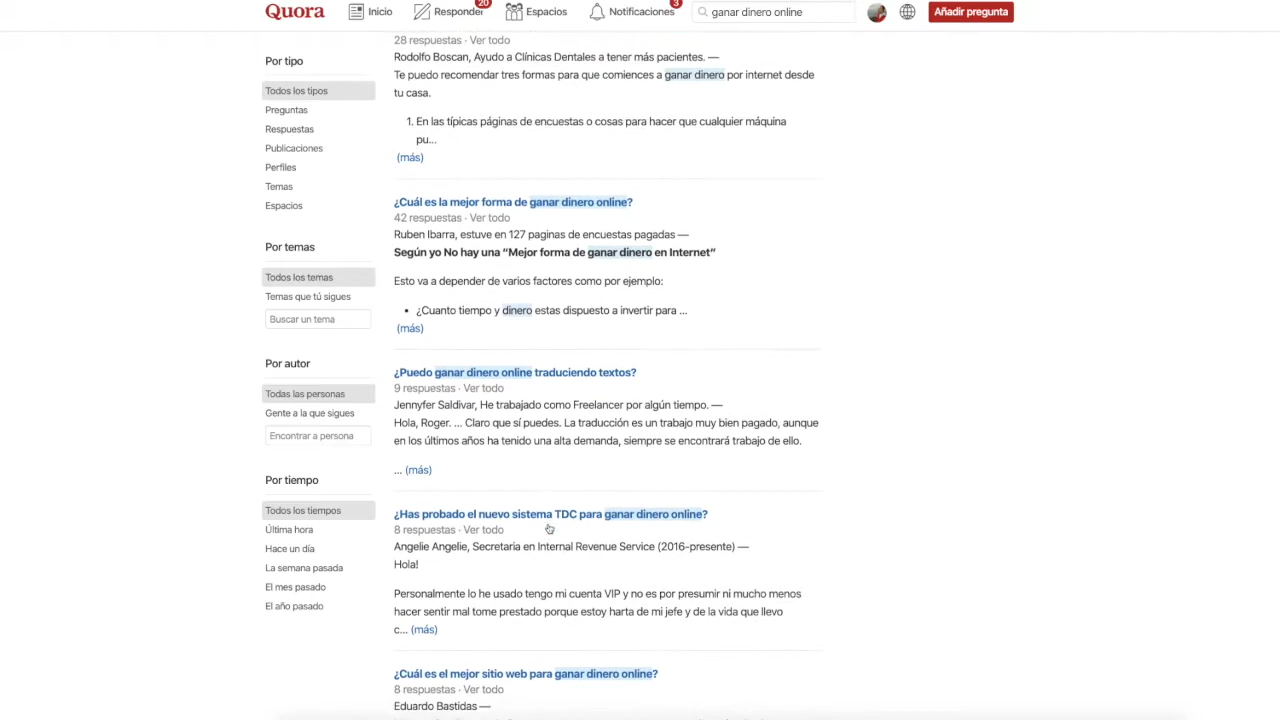 Quora
Inicio
Responder
20
Espacios
Notificaciones
3
ganar dinero online
Añadir pregunta
Por tipo
Todos los tipos
Preguntas
Respuestas
Publicaciones
Perfiles
Temas
Espacios
Por temas
Todos los temas
Temas que tú sigues
Buscar un tema
Por autor
Todas las personas
Gente a la que sigues
Encontrar a persona
Por tiempo
Todos los tiempos
Última hora
Hace un día
La semana pasada
El mes pasado
El año pasado
28 respuestas · Ver todo
Rodolfo Boscan, Ayudo a Clínicas Dentales a tener más pacientes. —
Te puedo recomendar tres formas para que comiences a ganar dinero por internet desde
tu casa.
1. En las típicas páginas de encuestas o cosas para hacer que cualquier máquina
pu...
(más)
¿Cuál es la mejor forma de ganar dinero online?
42 respuestas · Ver todo
Ruben Ibarra, estuve en 127 paginas de encuestas pagadas —
Según yo No hay una “Mejor forma de ganar dinero en Internet”
Esto va a depender de varios factores como por ejemplo:
• ¿Cuanto tiempo y dinero estas dispuesto a invertir para ...
(más)
¿Puedo ganar dinero online traduciendo textos?
9 respuestas · Ver todo
Jennyfer Saldivar, He trabajado como Freelancer por algún tiempo. —
Hola, Roger. ... Claro que sí puedes. La traducción es un trabajo muy bien pagado, aunque
en los últimos años ha tenido una alta demanda, siempre se encontrará trabajo de ello.
... (más)
¿Has probado el nuevo sistema TDC para ganar dinero online?
8 respuestas · Ver todo
Angelie Angelie, Secretaria en Internal Revenue Service (2016-presente) —
Hola!
Personalmente lo he usado tengo mi cuenta VIP y no es por presumir ni mucho menos
hacer sentir mal tome prestado porque estoy harta de mi jefe y de la vida que llevo
c... (más)
¿Cuál es el mejor sitio web para ganar dinero online?
8 respuestas · Ver todo
Eduardo Bastidas —